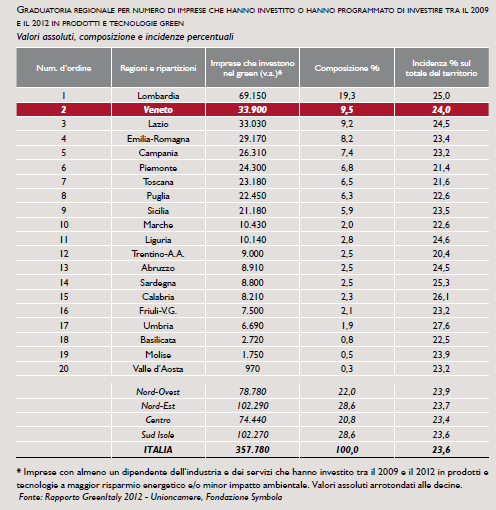 GRADUATORIA REGIONALE PER NUMERO DI IMPRESE CHE HANNO INVESTITO O HANNO PROGRAMMATO DI INVESTIRE TRA IL 2009
E IL 2012 IN PRODOTTI E TECNOLOGIE GREEN
Valori assoluti, composizione e incidenze percentuali
Num. d'ordine Regioni e ripartizioni Imprese che investono nel green (v.a.)* Composizione % Incidenza % sul totale del territorio
1 Lombardia 69.150 19,3 25,0
2 Veneto 33.900 9,5 24,0
3 Lazio 33.030 9,2 24,5
4 Emilia-Romagna 29.170 8,2 23,4
5 Campania 26.310 7,4 23,2
6 Piemonte 24.300 6,8 21,4
7 Toscana 23.180 6,5 21,6
8 Puglia 22.450 6,3 22,6
9 Sicilia 21.180 5,9 23,5
10 Marche 10.430 2,0 22,6
11 Liguria 10.140 2,8 24,6
12 Trentino-A.A. 9.000 2,5 20,4
13 Abruzzo 8.910 2,5 24,5
14 Sardegna 8.800 2,5 25,3
15 Calabria 8.210 2,3 26,1
16 Friuli-V.G. 7.500 2,1 23,2
17 Umbria 6.690 1,9 27,6
18 Basilicata 2.720 0,8 22,5
19 Molise 1.750 0,5 23,9
20 Valle d'Aosta 970 0,3 23,2
Nord-Ovest 78.780 22,0 23,9
Nord-Est 102.290 28,6 23,7
Centro 74.440 20,8 23,4
Sud Isole 102.270 28,6 23,6
ITALIA 357.780 100,0 23,6
* Imprese con almeno un dipendente dell'industria e dei servizi che hanno investito tra il 2009 e il 2012 in prodotti e
tecnologie a maggior risparmio energetico e/o minor impatto ambientale. Valori assoluti arrotondati alle decine.
Fonte: Rapporto GreenItaly 2012 - Unioncamere, Fondazione Symbola